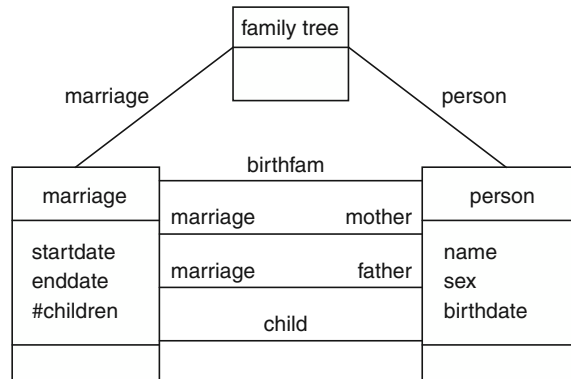 family tree
marriage
person
birthfam
marriage
person
marriage
mother
startdate
name
enddate
marriage
father
sex
#children
birthdate
child